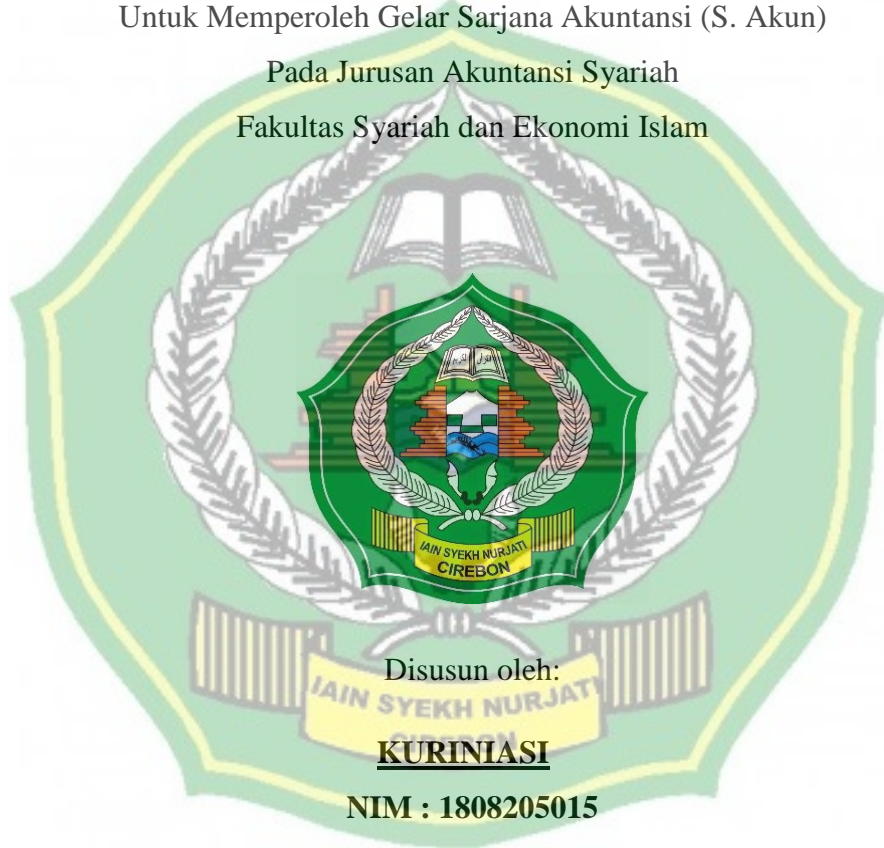 Untuk Memperoleh Gelar Sarjana Akuntansi (S. Akun)
Pada Jurusan Akuntansi Syariah
Fakultas Syariah dan Ekonomi Islam
IAIN SYEKH NURJATI
CIREBON
Disusun oleh:
IAIN SYEKH NURJATI
CIREBON
KURINIASI
NIM : 1808205015